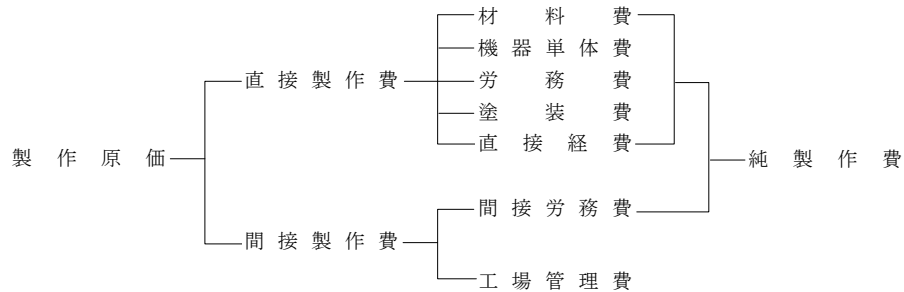 材料費
機器単体費
直接製作費
労務費
塗装費
直接経費
製作原価
純製作費
間接労務費
間接製作費
工場管理費